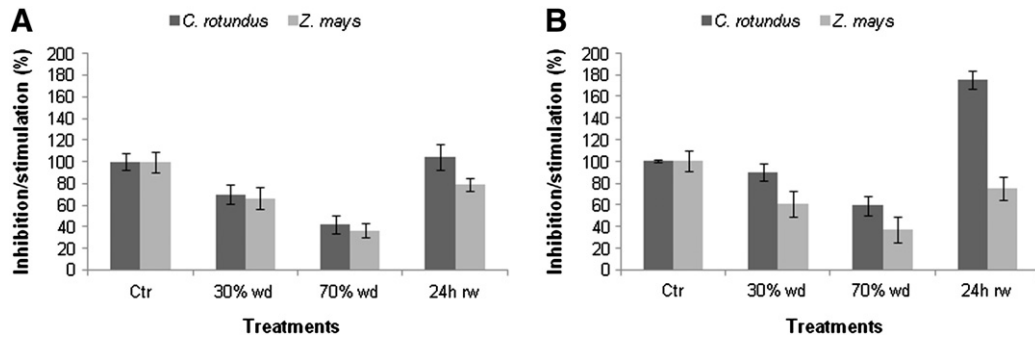 A
C. rotundus Z. mays
Inhibition/stimulation (%)
200
180
160
140
120
100
80
60
40
20
0
Ctr 30% wd 70% wd 24h rw
Treatments
B
C. rotundus Z. mays
Inhibition/stimulation (%)
200
180
160
140
120
100
80
60
40
20
0
Ctr 30% wd 70% wd 24h rw
Treatments